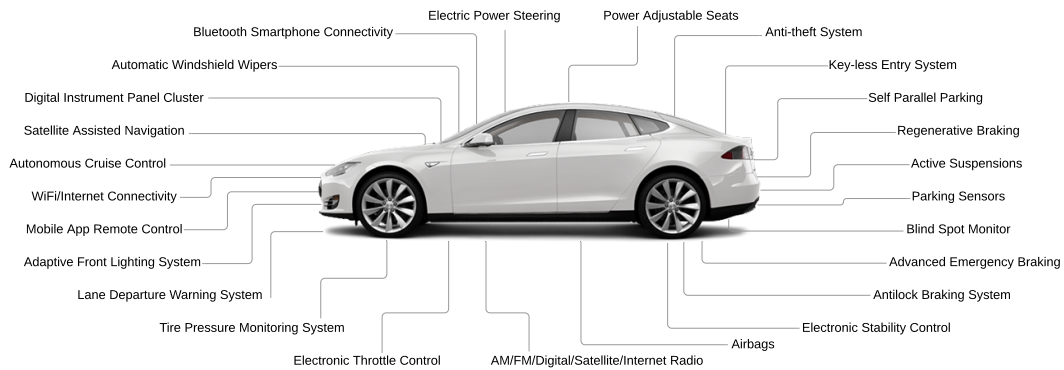 Electric Power Steering
Power Adjustable Seats
Bluetooth Smartphone Connectivity
Anti-theft System
Automatic Windshield Wipers
Key-less Entry System
Digital Instrument Panel Cluster
Self Parallel Parking
Satellite Assisted Navigation
Regenerative Braking
Autonomous Cruise Control
Active Suspensions
WiFi/Internet Connectivity
Parking Sensors
Mobile App Remote Control
Blind Spot Monitor
Adaptive Front Lighting System
Advanced Emergency Braking
Lane Departure Warning System
Antilock Braking System
Tire Pressure Monitoring System
Electronic Stability Control
Airbags
Electronic Throttle Control
AM/FM/Digital/Satellite/Internet Radio